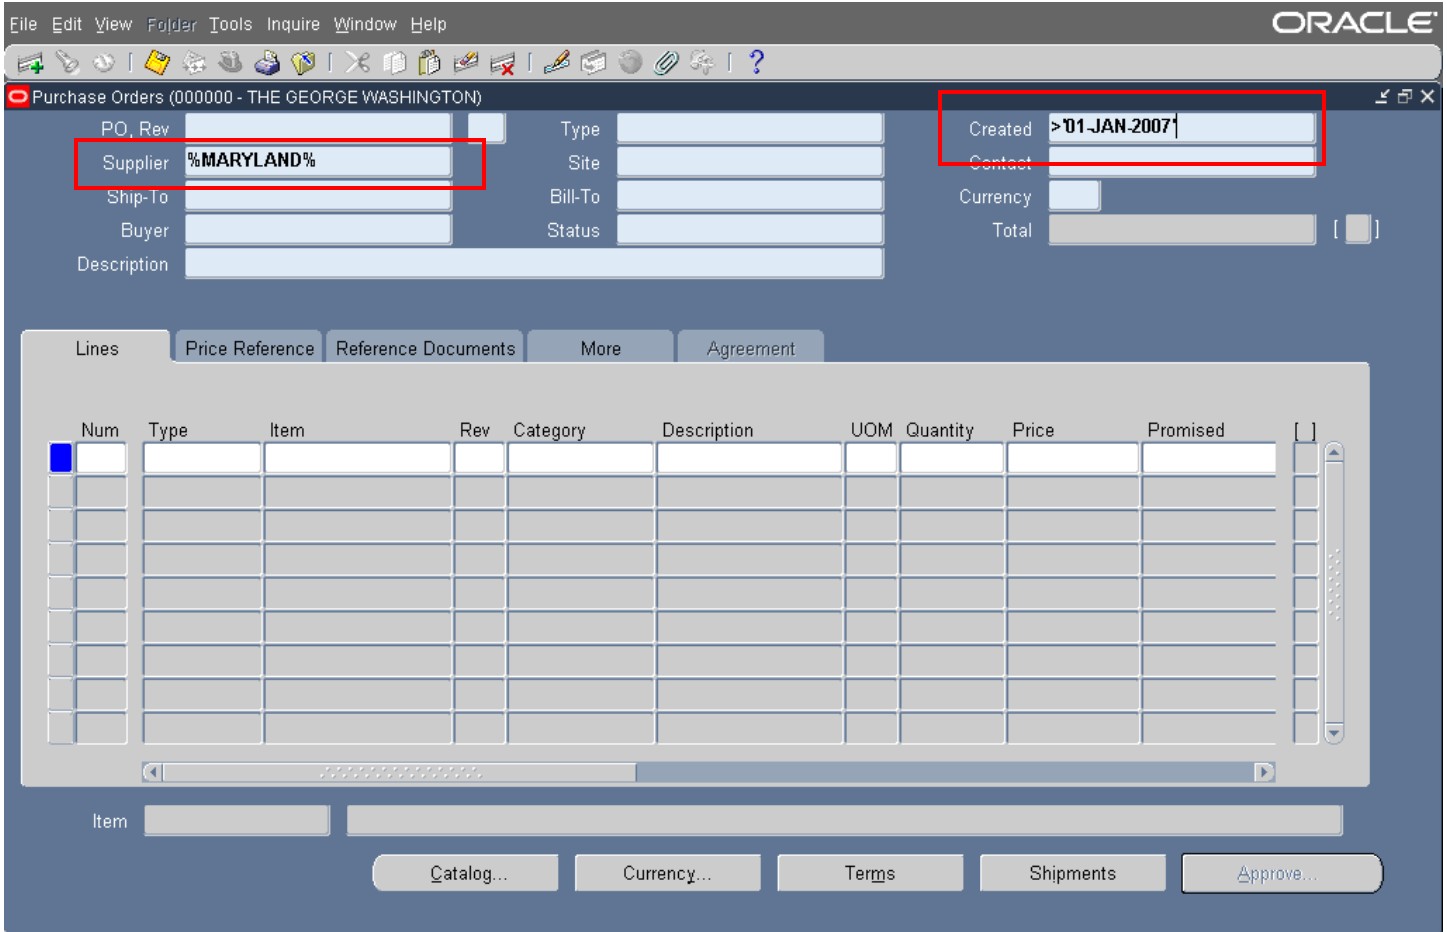 File Edit View Folder Tools Inquire Window Help
ORACLE
Purchase Orders (000000 - THE GEORGE WASHINGTON)
PO, Rev Type Created >'01-JAN-2007'
Supplier %MARYLAND% Site Contact
Ship-To Bill-To Currency
Buyer Status Total [ ]
Description
Lines Price Reference Reference Documents More Agreement
Num Type Item Rev Category Description UOM Quantity Price Promised [ ]
Item
Catalog... Currency... Terms Shipments Approve...